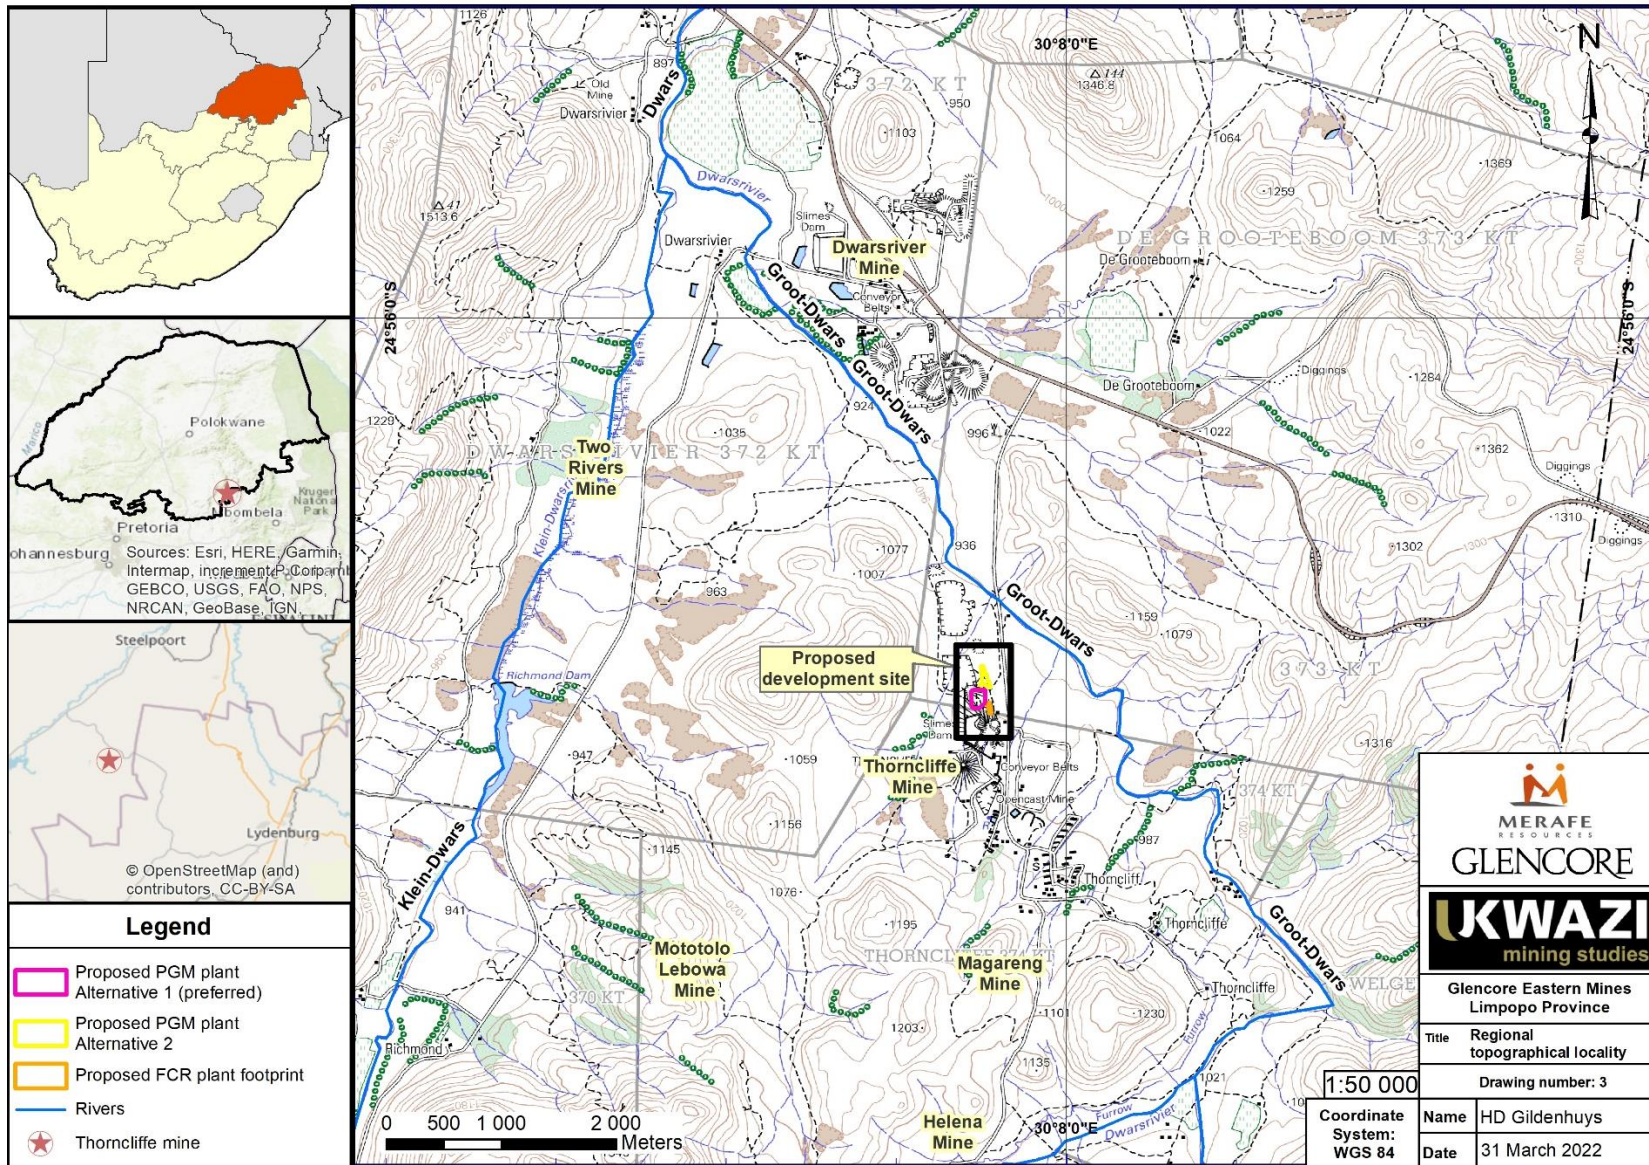 Polokwane
Marico
Kruger
National
Park
Mbombela
Pretoria
ohannesburg
Sources: Esri, HERE, Garmin,
Intermap, increment P Corp.,
GEBCO, USGS, FAO, NPS,
NRCAN, GeoBase, IGN,
Steelpoort
Lydenburg
© OpenStreetMap (and)
contributors, CC-BY-SA
Legend
Proposed PGM plant
Alternative 1 (preferred)
Proposed PGM plant
Alternative 2
Proposed FCR plant footprint
Rivers
Thorncliffe mine
30°8'0"E
N
1126
897
Old
Mine
Dwarsrivier
Dwars
372 KT
950
144
1346.8
1103
1064
1369
1259
1000
1300
41
1513.6
Dwarsrivier
Slimes
Dam
Dwarsrivier
Dwarsriver
Mine
DE GROOTEBOOM 373 KT
De Grooteboom
24°56'0"S
24°56'0"S
Groot-Dwars
Conveyor
Belts
Groot-Dwars
De Grooteboom
Diggings
1284
1229
924
1022
1035
996
1362
DWARSRIVIER 372 KT
Two
Rivers
Mine
Diggings
Klein-Dwarsrivier
1310
Diggings
1302
1300
936
1077
1007
963
Groot-Dwars
1159
1079
373 KT
Proposed
development site
Richmond Dam
Slimes
Dam
1316
947
1059
Thorncliffe
Mine
Conveyor Belts
Opencast Mine
374 KT
1156
1145
987
Klein-Dwars
1076
Thorncliff
941
1195
Thorncliffe
Groot-Dwars
Mototolo
Lebowa
Mine
THORNCLIFFE 374 KT
Magareng
Mine
370 KT
Thorncliffe
WELGE
1203
1101
1230
Richmond
1135
Furrow
1021
Helena
Mine
30°8'0"E
Furrow
Dwarsrivier
0 500 1 000 2 000
Meters
1:50 000
Coordinate
System:
WGS 84
MERAFE
RESOURCES
GLENCORE
UKWAZI
mining studies
Glencore Eastern Mines
Limpopo Province
Title Regional
topographical locality
Drawing number: 3
Name HD Gildenhuys
Date 31 March 2022